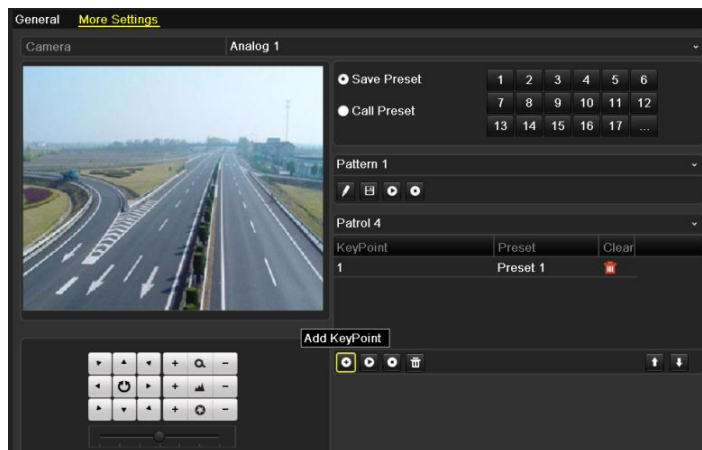 General More Settings
Camera Analog 1
Save Preset 1 2 3 4 5 6
Call Preset 7 8 9 10 11 12
13 14 15 16 17 ...
Pattern 1
Patrol 4
KeyPoint Preset Clear
1 Preset 1
Add KeyPoint